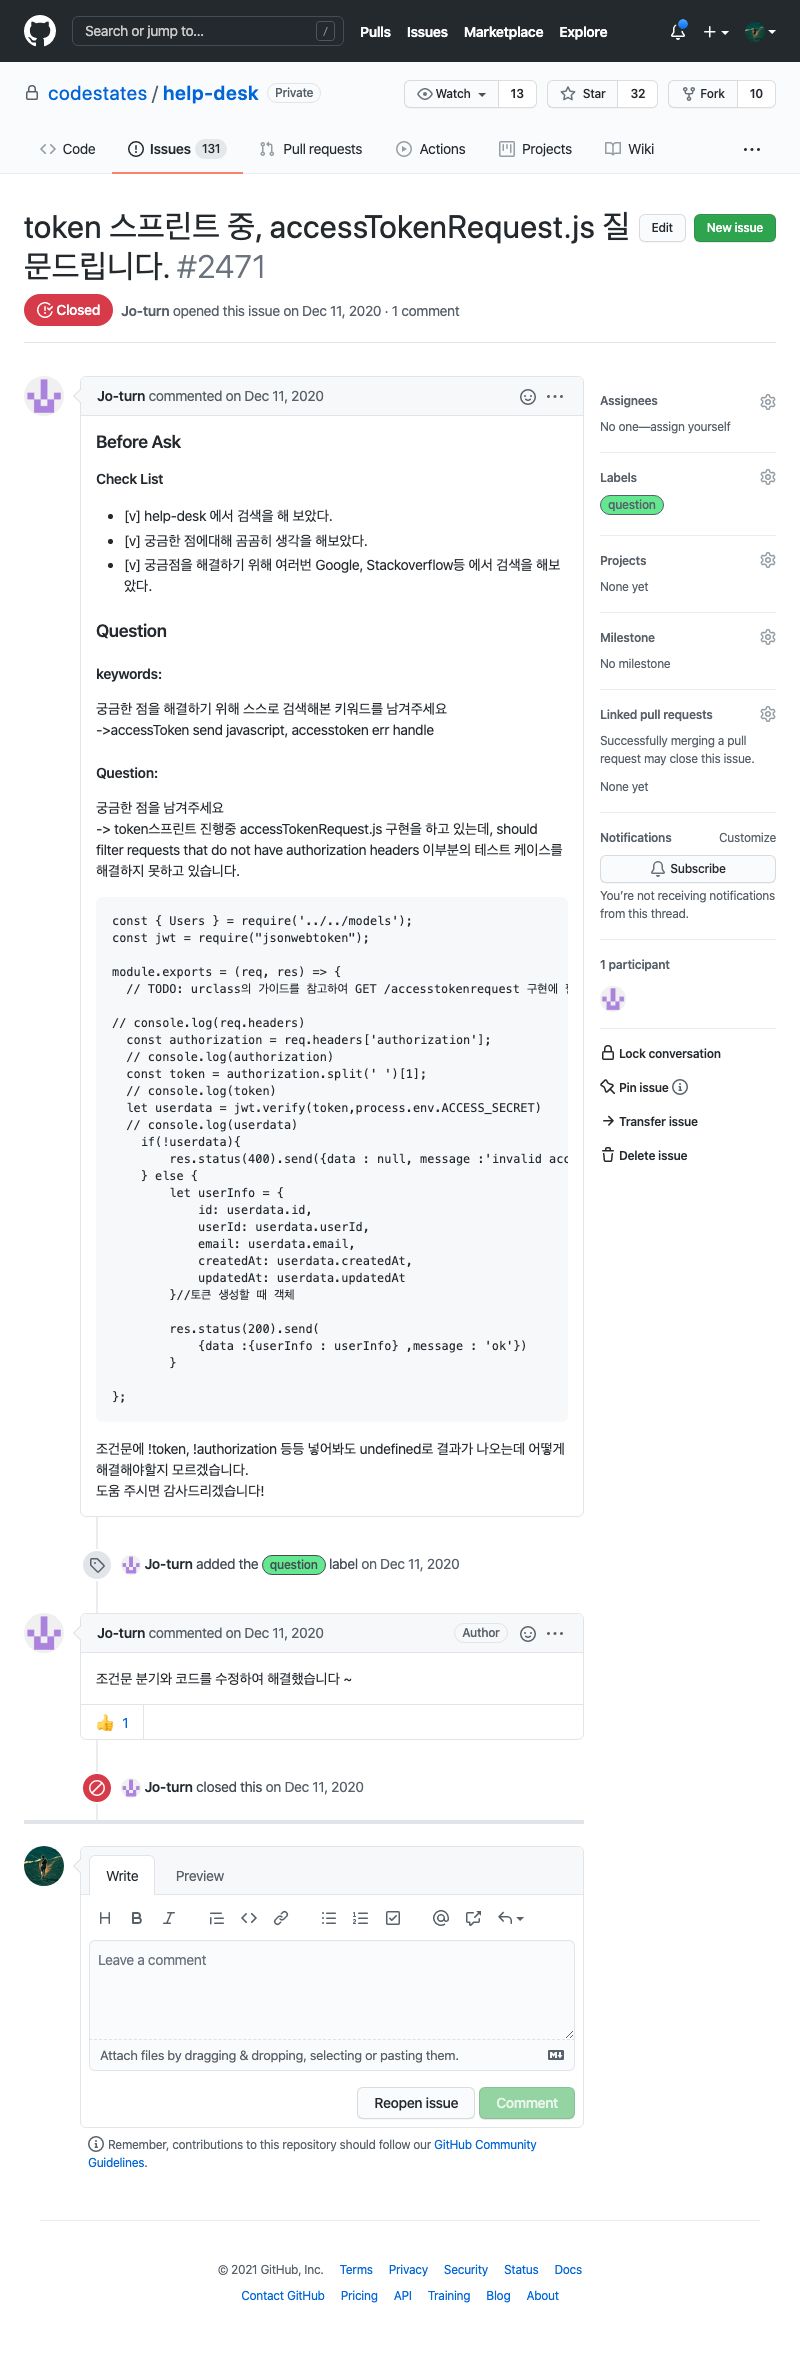 Search or jump to... /
Pulls Issues Marketplace Explore
codestates / help-desk Private
Watch 13 Star 32 Fork 10
Code Issues 131 Pull requests Actions Projects Wiki ...
token 스프린트 중, accessTokenRequest.js 질
문드립니다. #2471
Edit New issue
Closed Jo-turn opened this issue on Dec 11, 2020 · 1 comment
Jo-turn commented on Dec 11, 2020
Before Ask
Check List
• [v] help-desk 에서 검색을 해 보았다.
• [v] 궁금한 점에대해 곰곰히 생각을 해보았다.
• [v] 궁금점을 해결하기 위해 여러번 Google, Stackoverflow등 에서 검색을 해보
았다.
Question
keywords:
궁금한 점을 해결하기 위해 스스로 검색해본 키워드를 남겨주세요
->accessToken send javascript, accesstoken err handle
Question:
궁금한 점을 남겨주세요
-> token스프린트 진행중 accessTokenRequest.js 구현을 하고 있는데, should
filter requests that do not have authorization headers 이부분의 테스트 케이스를
해결하지 못하고 있습니다.
const { Users } = require('../../models');
const jwt = require("jsonwebtoken");
module.exports = (req, res) => {
// TODO: urclass의 가이드를 참고하여 GET /accesstokenrequest 구현에
// console.log(req.headers)
const authorization = req.headers['authorization'];
// console.log(authorization)
const token = authorization.split(' ')[1];
// console.log(token)
let userdata = jwt.verify(token,process.env.ACCESS_SECRET)
// console.log(userdata)
if(!userdata){
res.status(400).send({data : null, message :'invalid acc
} else {
let userInfo = {
id: userdata.id,
userId: userdata.userId,
email: userdata.email,
createdAt: userdata.createdAt,
updatedAt: userdata.updatedAt
}//토큰 생성할 때 객체
res.status(200).send(
{data :{userInfo : userInfo} ,message : 'ok'})
}
};
조건문에 !token, !authorization 등등 넣어봐도 undefined로 결과가 나오는데 어떻게
해결해야할지 모르겠습니다.
도움 주시면 감사드리겠습니다!
Jo-turn added the question label on Dec 11, 2020
Jo-turn commented on Dec 11, 2020 Author
조건문 분기와 코드를 수정하여 해결했습니다 ~
👍 1
Jo-turn closed this on Dec 11, 2020
Write Preview
Leave a comment
Attach files by dragging & dropping, selecting or pasting them.
Reopen issue Comment
Remember, contributions to this repository should follow our GitHub Community
Guidelines.
Assignees
No one—assign yourself
Labels
question
Projects
None yet
Milestone
No milestone
Linked pull requests
Successfully merging a pull
request may close this issue.
None yet
Notifications Customize
Subscribe
You're not receiving notifications
from this thread.
1 participant
Lock conversation
Pin issue
Transfer issue
Delete issue
© 2021 GitHub, Inc. Terms Privacy Security Status Docs
Contact GitHub Pricing API Training Blog About